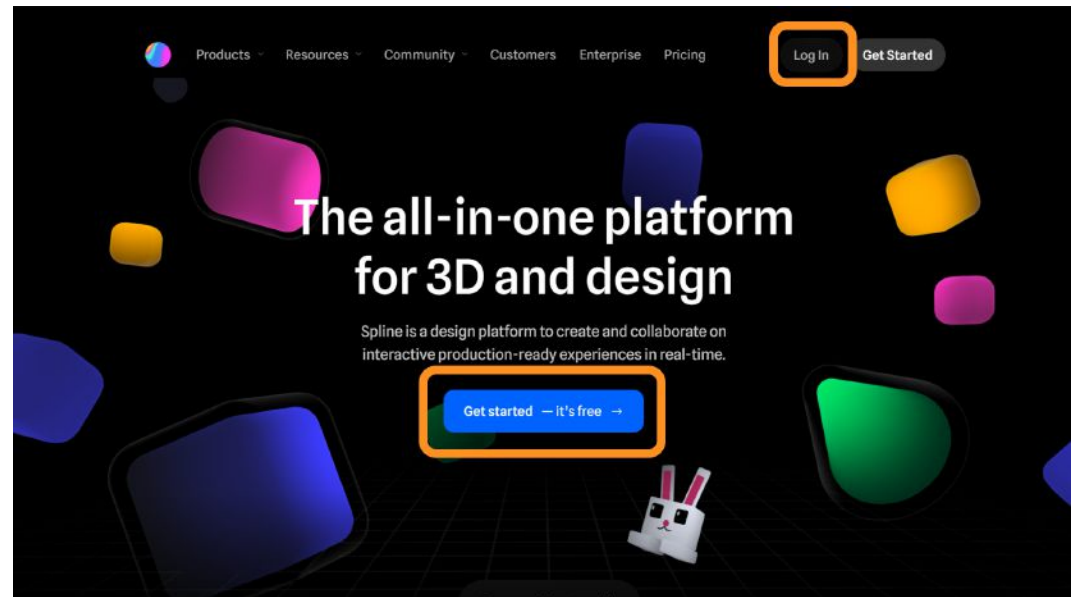 Products Resources Community Customers Enterprise Pricing Log In Get Started
The all-in-one platform
for 3D and design
Spline is a design platform to create and collaborate on
interactive production-ready experiences in real-time.
Get started — it's free →